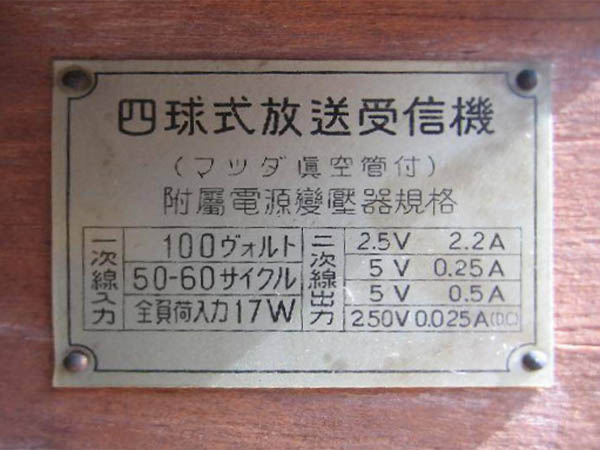 四球式放送受信機
(マツダ眞空管付)
附屬電源變壓器規格
一次線入力
100ヴォルト
50-60サイクル
全負荷入力17W
二次線出力
2.5V 2.2A
5V 0.25A
5V 0.5A
250V 0.025A(D.C.)